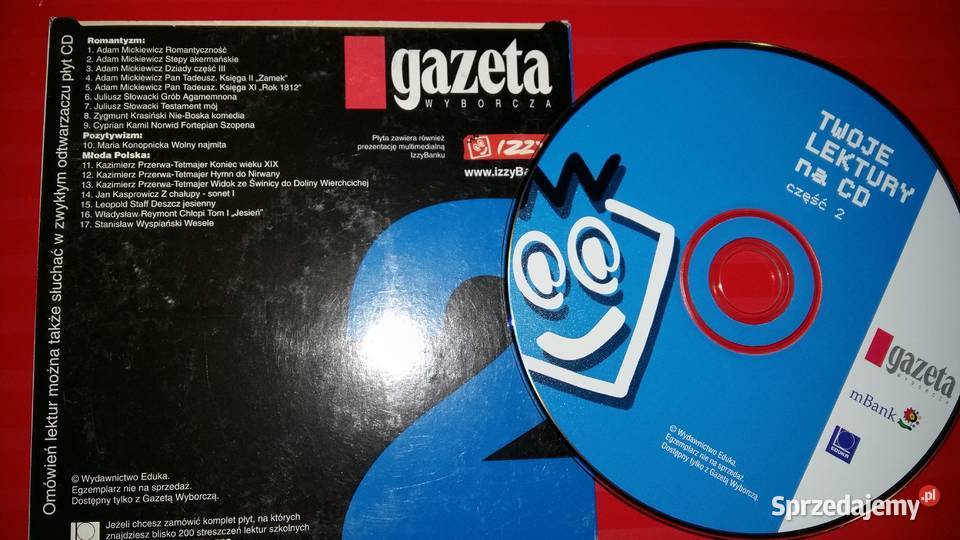 Omówień lektur można także słuchać w zwykłym odtwarzaczu płyt CD
Romantyzm:
1. Adam Mickiewicz Romantyczność
2. Adam Mickiewicz Stepy akermańskie
3. Adam Mickiewicz Dziady część III
4. Adam Mickiewicz Pan Tadeusz. Księga II „Zamek"
5. Adam Mickiewicz Pan Tadeusz. Księga XI „Rok 1812"
6. Juliusz Słowacki Grób Agamemnona
7. Juliusz Słowacki Testament mój
8. Zygmunt Krasiński Nie-Boska komedia
9. Cyprian Kamil Norwid Fortepian Szopena
Pozytywizm:
10. Maria Konopnicka Wolny najmita
Młoda Polska:
11. Kazimierz Przerwa-Tetmajer Koniec wieku XIX
12. Kazimierz Przerwa-Tetmajer Hymn do Nirwany
13. Kazimierz Przerwa-Tetmajer Widok ze Świnicy do Doliny Wierchcichej
14. Jan Kasprowicz Z chałupy - sonet I
15. Leopold Staff Deszcz jesienny
16. Władysław Reymont Chłopi Tom I „Jesień"
17. Stanisław Wyspiański Wesele
gazeta
WYBORCZA
Płyta zawiera również
prezentację multimedialną
IzzyBanku
IZZY
www.izzyBa
2
© Wydawnictwo Eduka.
Egzemplarz nie na sprzedaż.
Dostępny tylko z Gazetą Wyborczą.
Jeżeli chcesz zamówić komplet płyt, na których
znajdziesz blisko 200 streszczeń lektur szkolnych
TWOJE
LEKTURY
na CD
część 2
@@
gazeta
WYBORCZA
mBank
EDUKA
© Wydawnictwo Eduka.
Egzemplarz nie na sprzedaż.
Dostępny tylko z Gazetą Wyborczą.
Sprzedajemy.pl